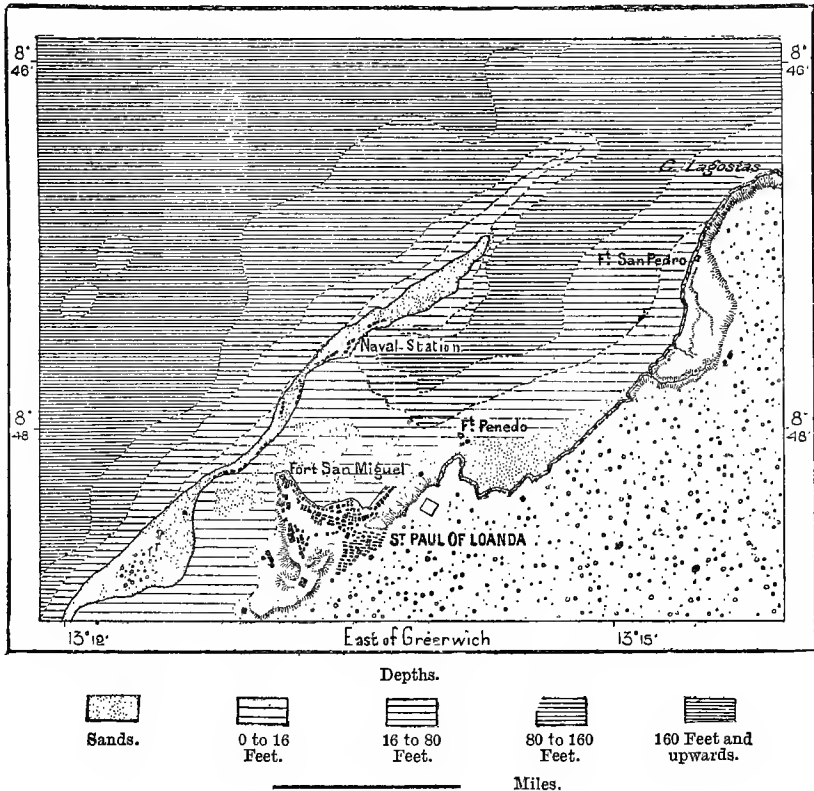 8° 8°
46' 46'
C. Lagostas
Ft. San Pedro
Naval-Station
8° 8°
48' 48'
Ft. Penedo
Fort San Miguel
ST PAUL OF LOANDA
13°12' East of Greenwich 13°15'
Depths.
Sands. 0 to 16 Feet. 16 to 80 Feet. 80 to 160 Feet. 160 Feet and upwards.
Miles.